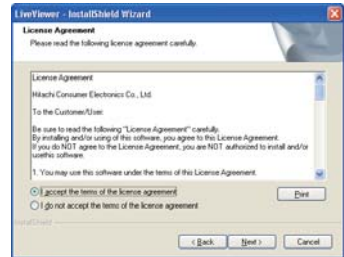 LiveViewer - InstallShield Wizard
License Agreement
Please read the following license agreement carefully.
License Agreement
Hitachi Consumer Electronics Co., Ltd.
To the Customer/User:
Be sure to read the following "License Agreement" carefully.
By installing and/or using of this software, you agree to this License Agreement.
If you do NOT agree to the License Agreement, you are NOT authorized to install and/or
usethis software.
1. You may use this software under the terms of this License Agreement.
I accept the terms of the license agreement
Print
I do not accept the terms of the license agreement
InstallShield
< Back Next > Cancel